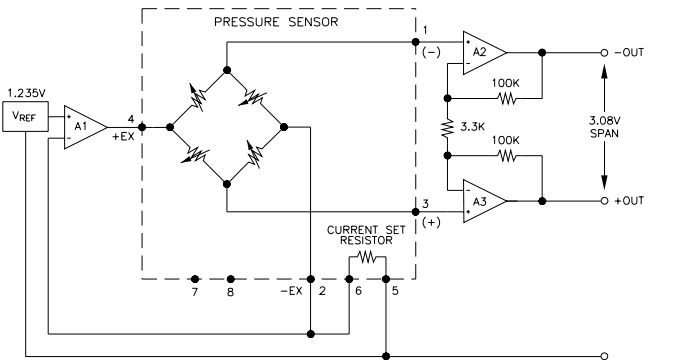 PRESSURE SENSOR
1
(-)
+
A2
-
-OUT
100K
1.235V
VREF
+
A1
-
4
+EX
3.3K
3.08V
SPAN
100K
-
A3
+
+OUT
3
(+)
CURRENT SET
RESISTOR
7
8
-EX
2
6
5